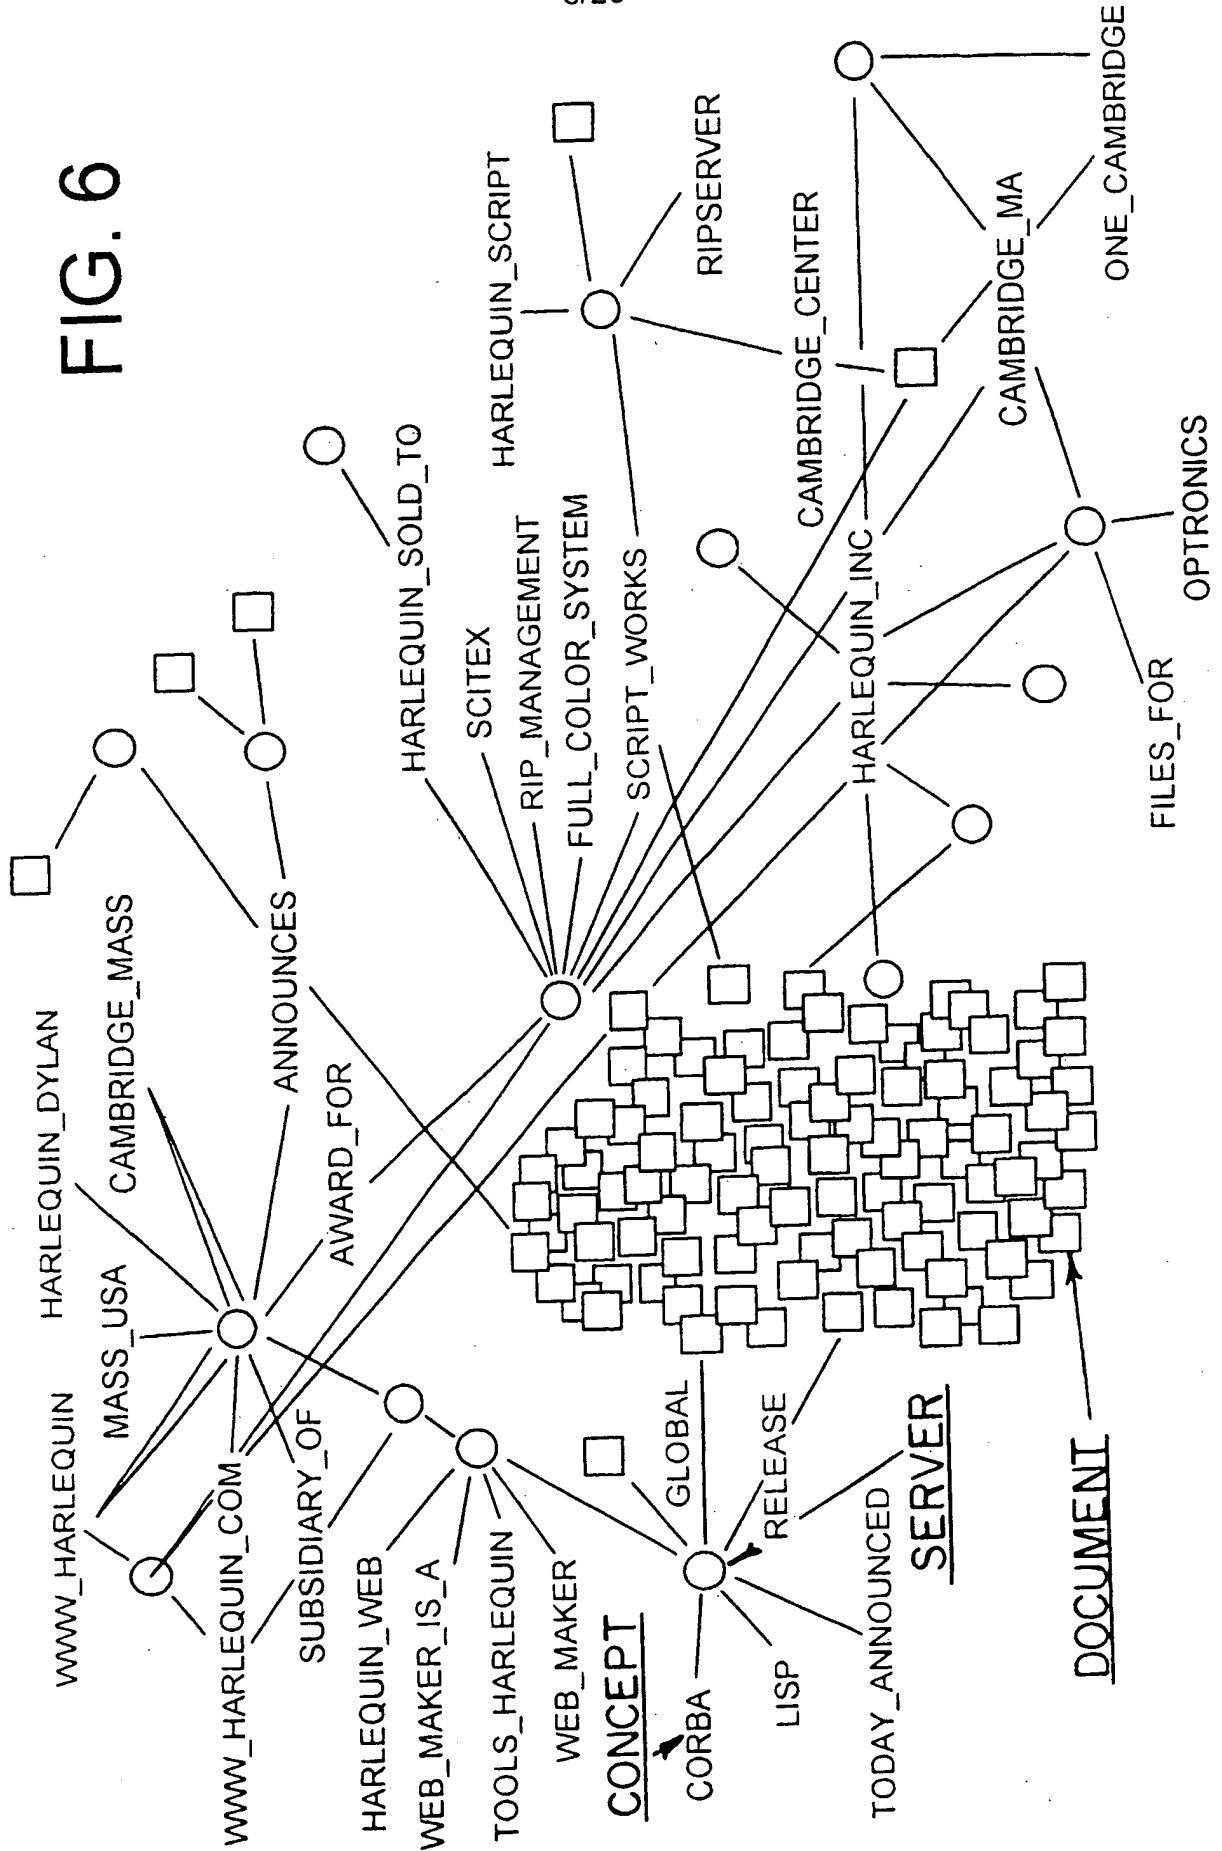 FIG. 6
WWW_HARLEQUIN
HARLEQUIN_DYLAN
MASS_USA
CAMBRIDGE_MASS
WWW_HARLEQUIN_COM
ANNOUNCES
SUBSIDIARY_OF
AWARD_FOR
HARLEQUIN_WEB
HARLEQUIN_SOLD_TO
WEB_MAKER_IS_A
SCITEX
TOOLS_HARLEQUIN
HARLEQUIN_SCRIPT
RIP_MANAGEMENT
WEB_MAKER
FULL_COLOR_SYSTEM
CONCEPT
SCRIPT_WORKS
GLOBAL
CORBA
RIPSERVER
RELEASE
LISP
CAMBRIDGE_CENTER
TODAY_ANNOUNCED
HARLEQUIN_INC
SERVER
CAMBRIDGE_MA
DOCUMENT
ONE_CAMBRIDGE
FILES_FOR
OPTRONICS